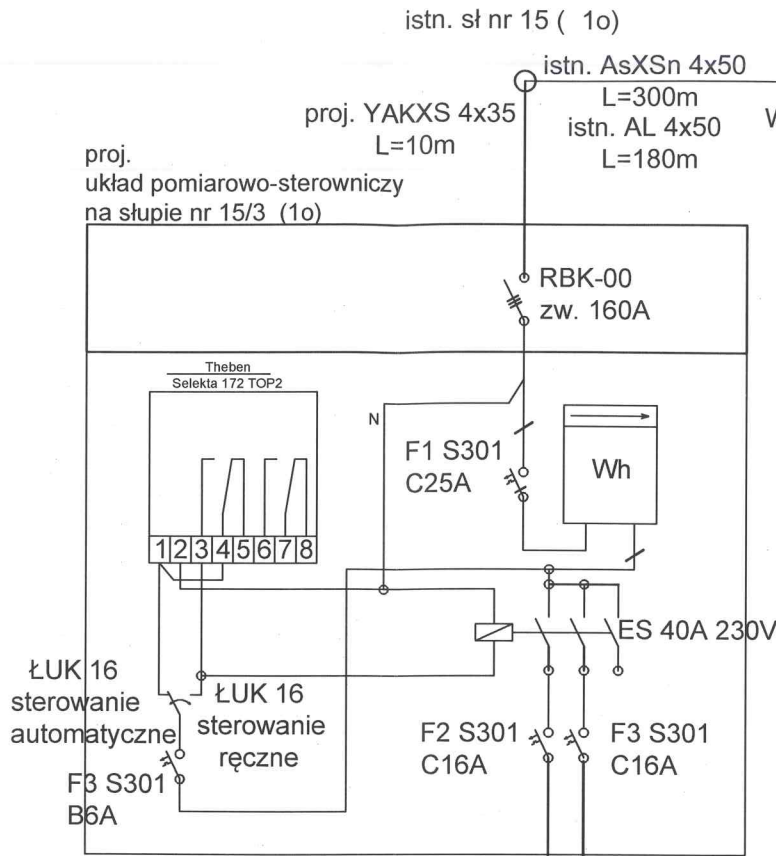 istn. sł nr 15 ( 1o)
istn. AsXSn 4x50
L=300m
istn. AL 4x50
L=180m
W
proj. YAKXS 4x35
L=10m
proj.
układ pomiarowo-sterowniczy
na słupie nr 15/3 (1o)
RBK-00
zw. 160A
Theben
Selekta 172 TOP2
N
F1 S301
C25A
Wh
1 2 3 4 5 6 7 8
ES 40A 230V
ŁUK 16
sterowanie
automatyczne
ŁUK 16
sterowanie
ręczne
F2 S301
C16A
F3 S301
C16A
F3 S301
B6A